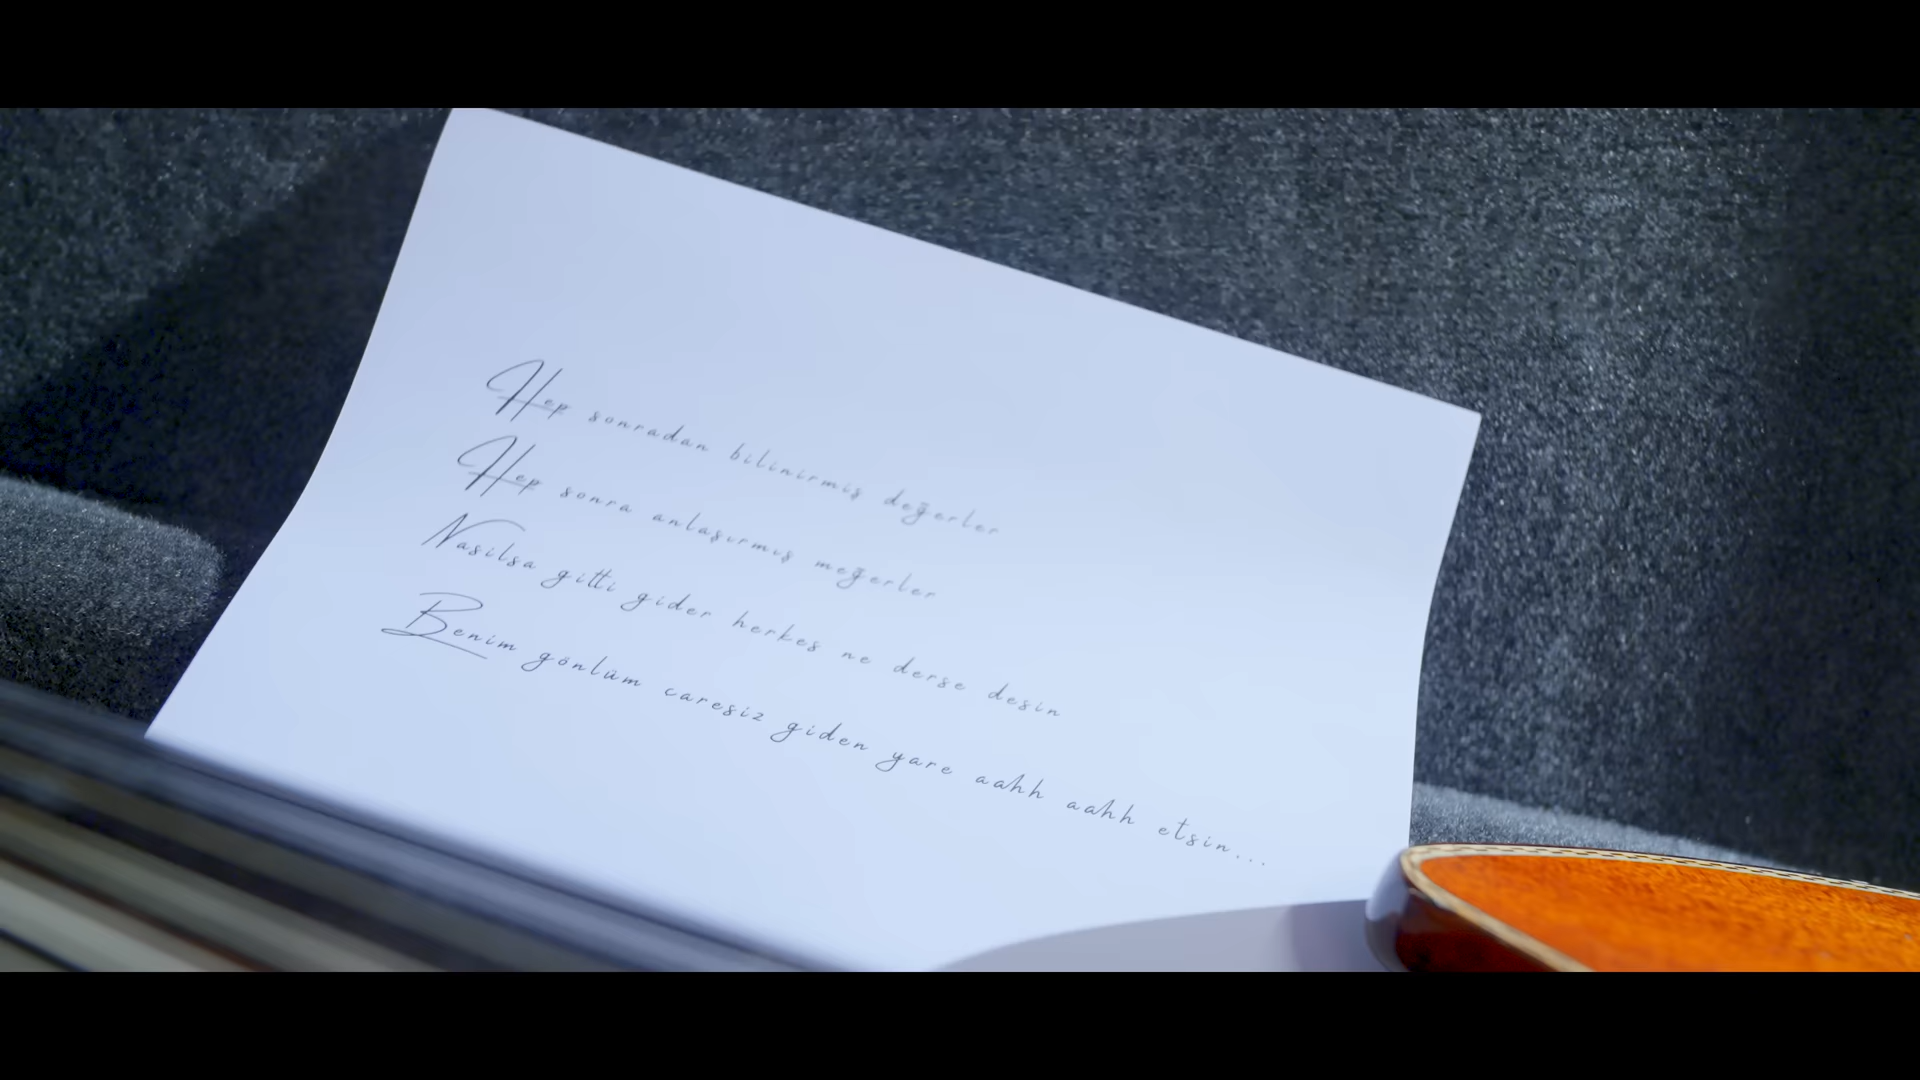 Hep sonradan bilinirmiş değerler
Hep sonra anlaşırmış meğerler
Nasılsa gitti gider herkes ne derse desin
Benim gönlüm caresiz giden yare aahh aahh etsin...